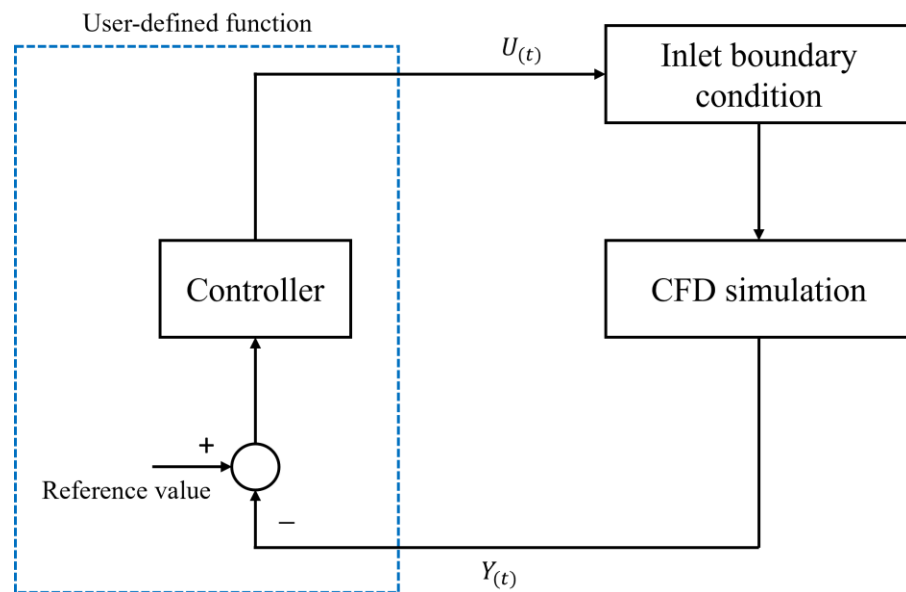 User-defined function
U(t)
Inlet boundary
condition
Controller
CFD simulation
+
Reference value
−
Y(t)